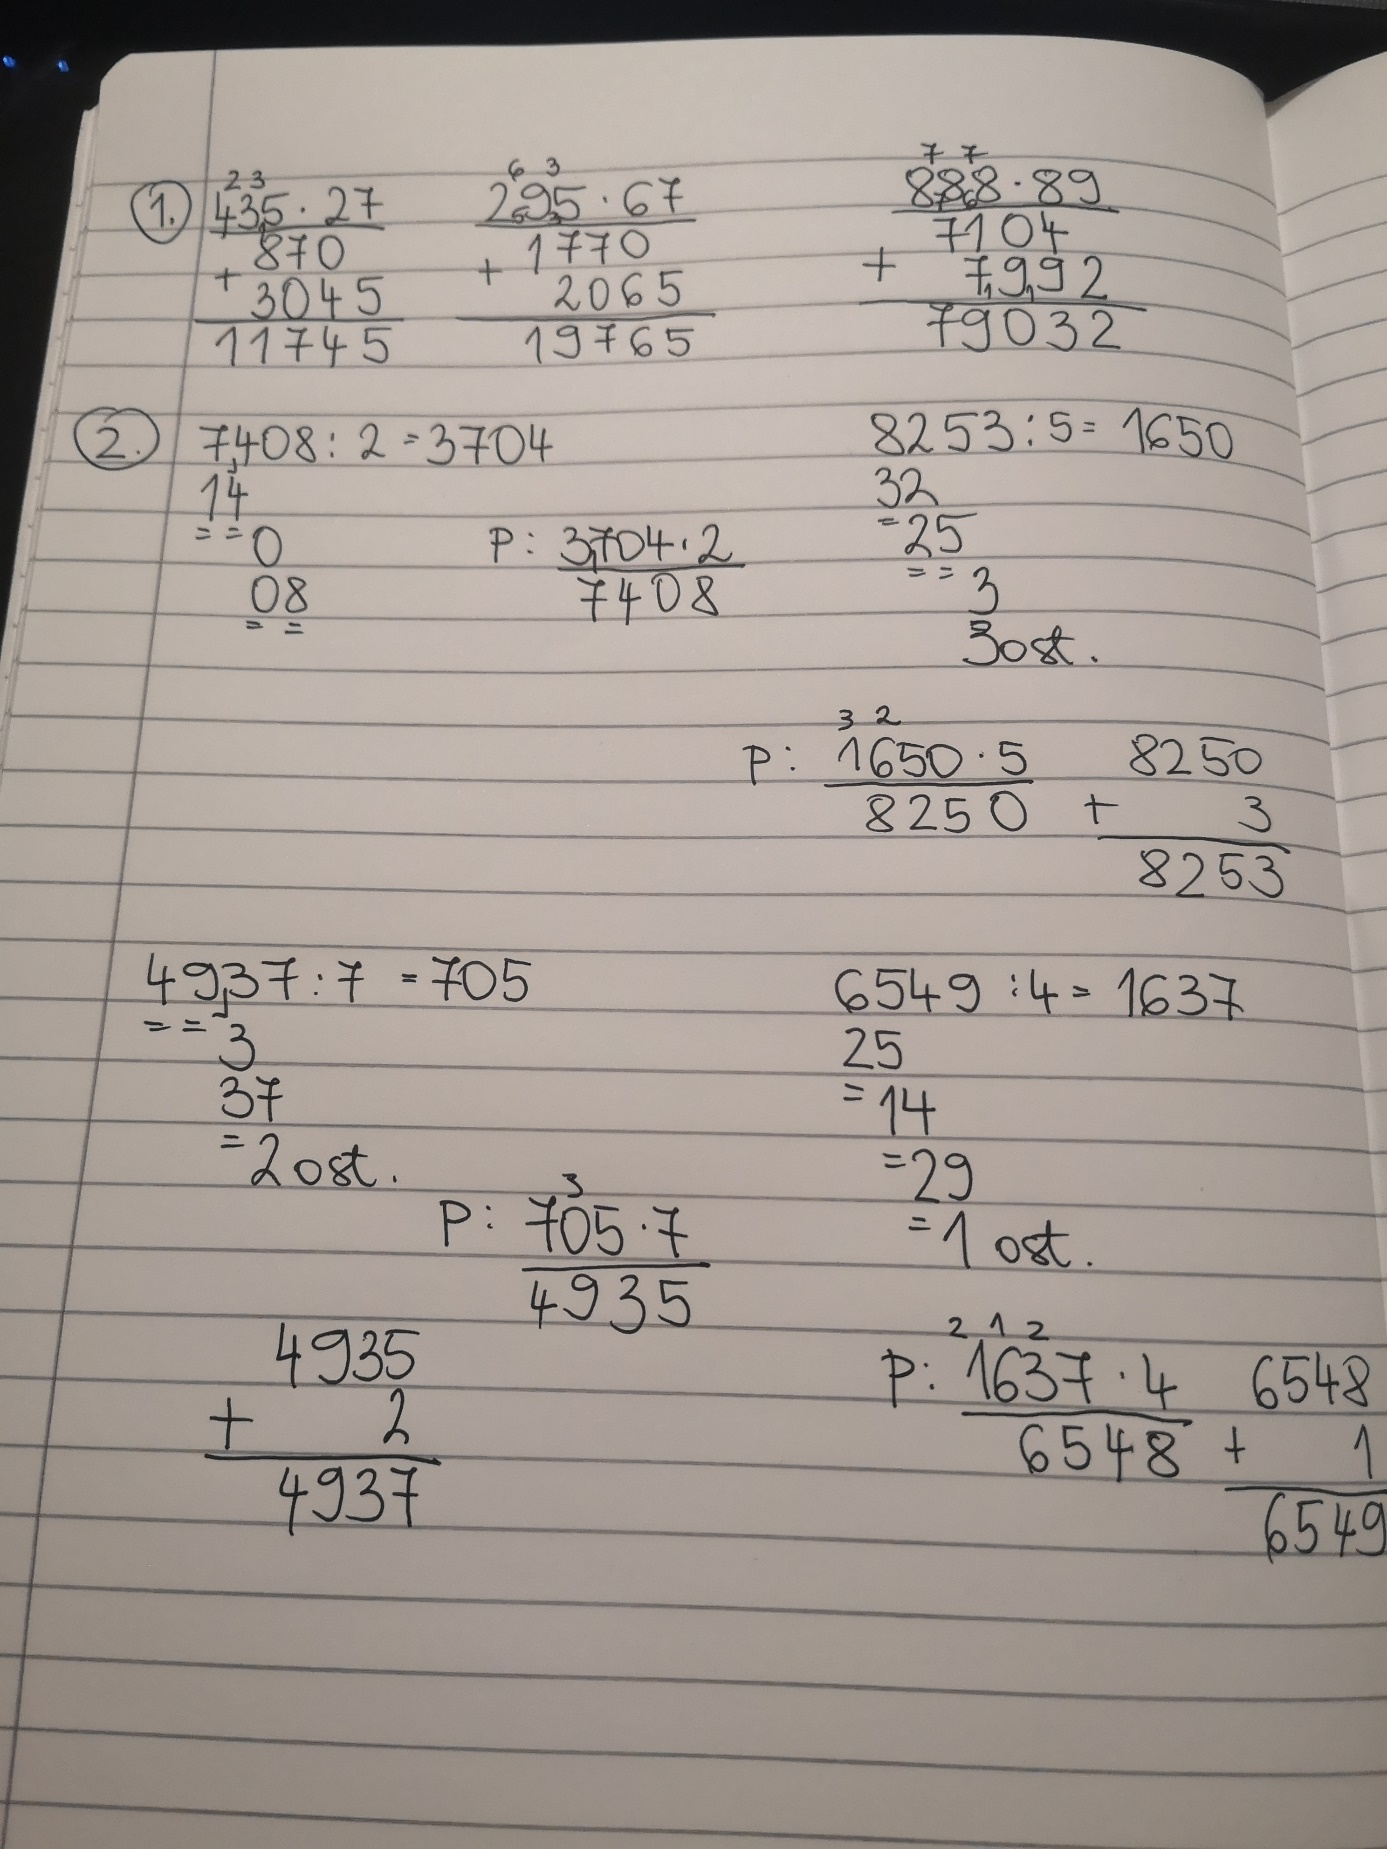 1. 435 · 27   295 · 67   888 · 89
870   1770   7104
+ 3045   + 2065   + 7992
11745   19765   79032
2. 7408 : 2 = 3704   8253 : 5 = 1650
14   32
= = 0   P: 3704 · 2   = 25
08   7408   = = 3
= =   3 ost.
P: 1650 · 5   8250
8250   + 3
8253
4937 : 7 = 705   6549 : 4 = 1637
= = 3   25
37   = 14
= 2 ost.   = 29
P: 705 · 7   = 1 ost.
4935
4935   P: 1637 · 4   6548
+ 2   6548   + 1
4937   6549